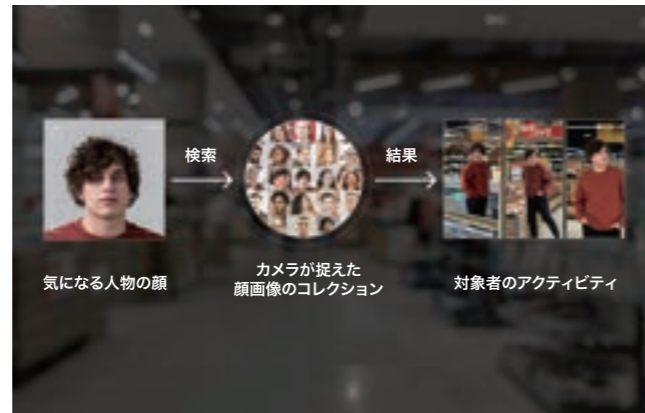 検索
結果
気になる人物の顔
カメラが捉えた
顔画像のコレクション
対象者のアクティビティ